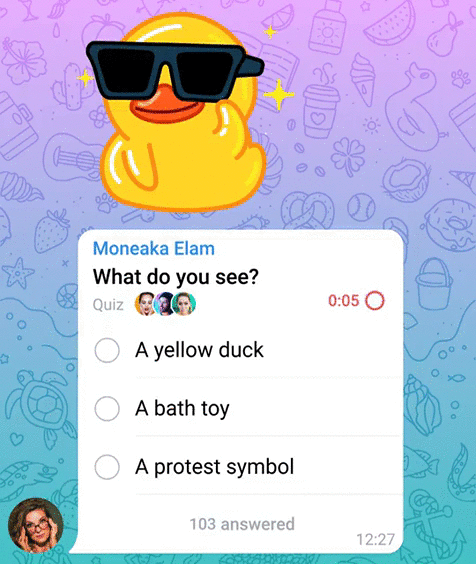 Moneaka Elam
What do you see?
Quiz 0:05
A yellow duck
A bath toy
A protest symbol
103 answered
12:27